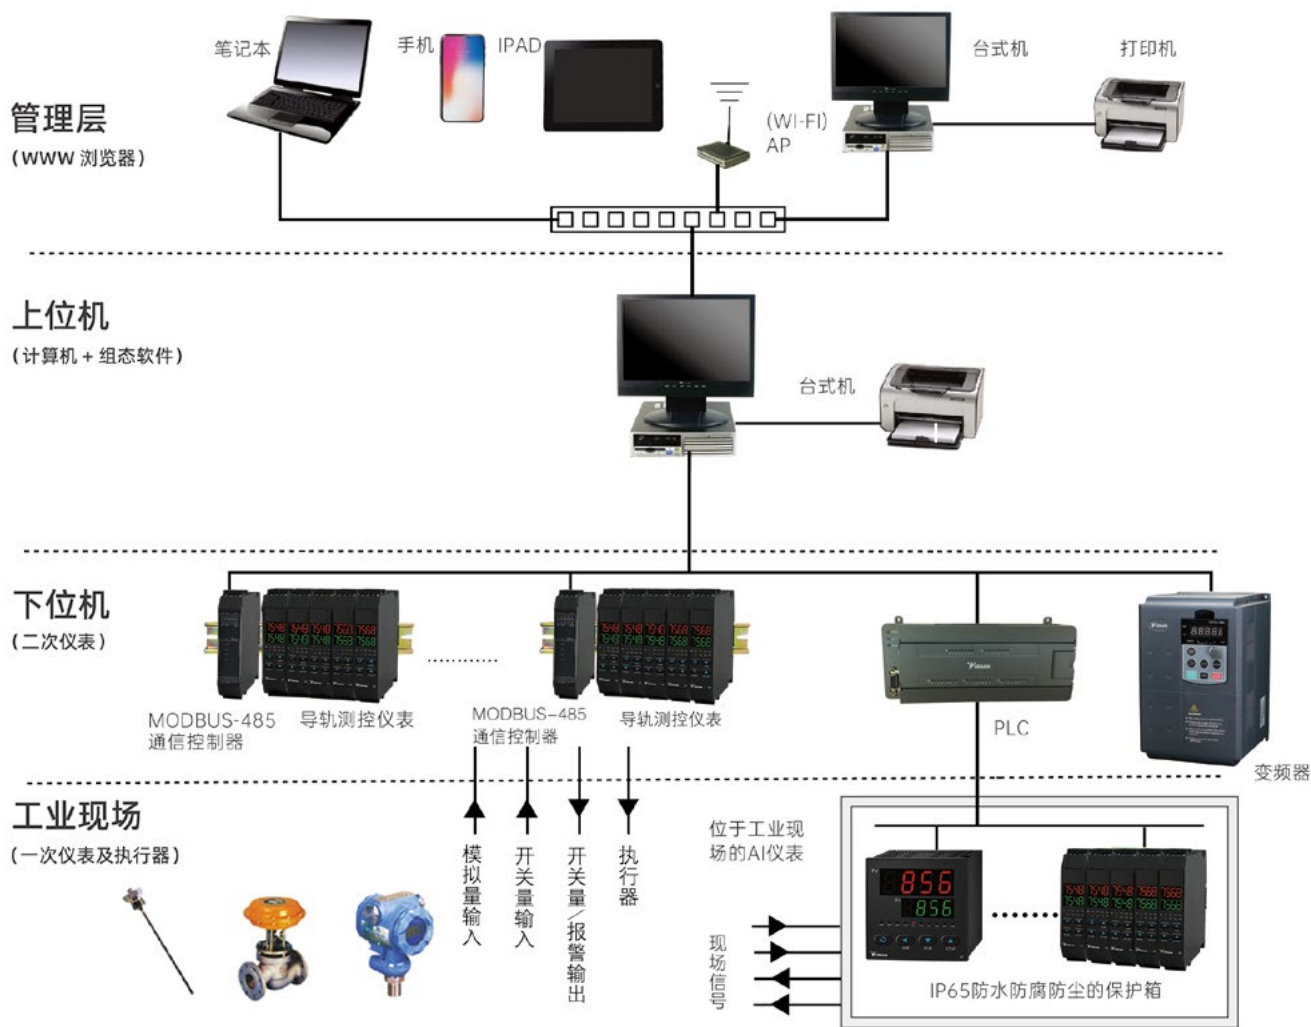 笔记本
手机
IPAD
台式机
打印机
管理层
(WWW 浏览器)
(WI-FI)
AP
上位机
(计算机 + 组态软件)
台式机
下位机
(二次仪表)
MODBUS-485
通信控制器
导轨测控仪表
MODBUS-485
通信控制器
导轨测控仪表
PLC
变频器
工业现场
(一次仪表及执行器)
模拟量输入
开关量输入
开关量/报警输出
执行器
位于工业现
场的AI仪表
现场信号
856
856
IP65防水防腐防尘的保护箱